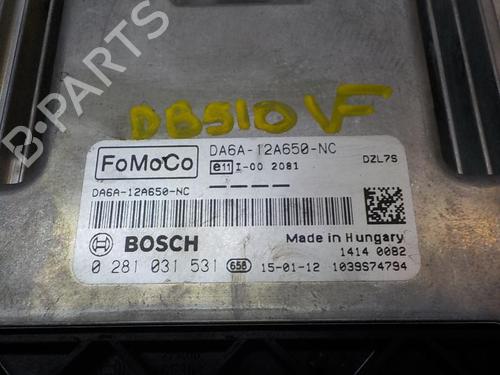 DB510VF
FoMoCo
DA6A-12A650-NC
e11 I-00 2081
DZL7S
DA6A-12A650-NC
BOSCH
Made in Hungary
1414 0082
0 281 031 531 658 15-01-12 1039S74794
B-PARTS